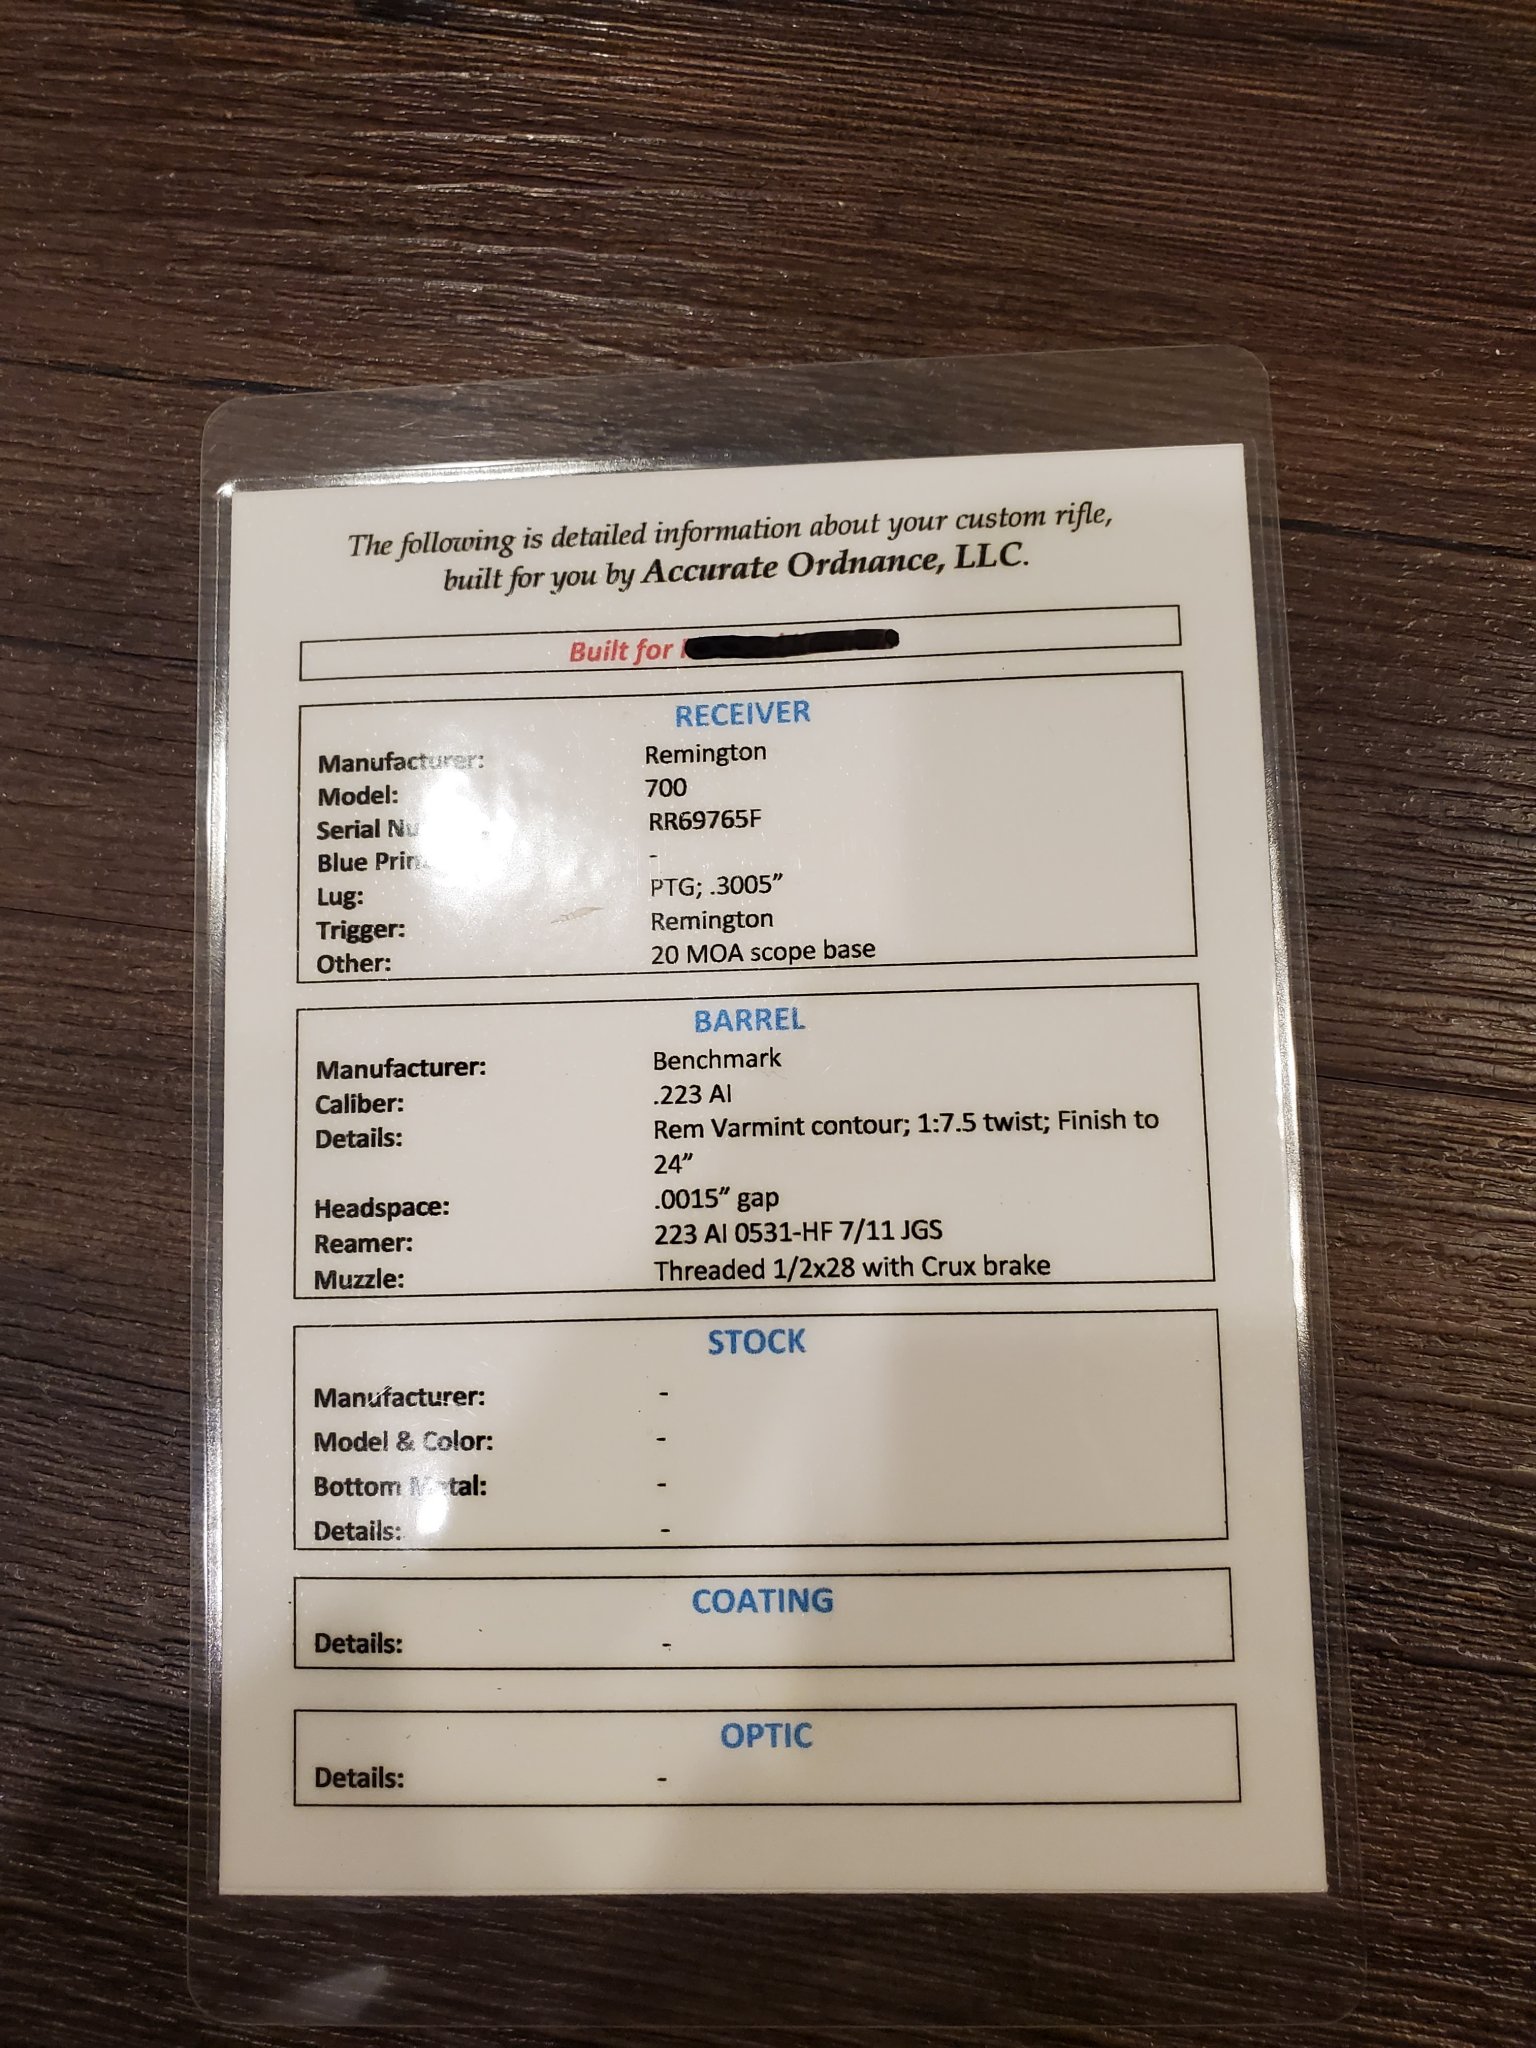 The following is detailed information about your custom rifle,
built for you by Accurate Ordnance, LLC.
Built for
RECEIVER
Manufacturer: Remington
Model: 700
Serial RR69765F
Blue -
Lug: PTG; .3005”
Trigger: Remington
Other: 20 MOA scope base
BARREL
Manufacturer: Benchmark
Caliber: .223 AI
Details: Rem Varmint contour; 1:7.5 twist; Finish to
24”
Headspace: .0015” gap
Reamer: 223 AI 0531-HF 7/11 JGS
Muzzle: Threaded 1/2x28 with Crux brake
STOCK
Manufacturer: -
Model & Color: -
Bottom Metal: -
Details: -
COATING
Details: -
OPTIC
Details: -